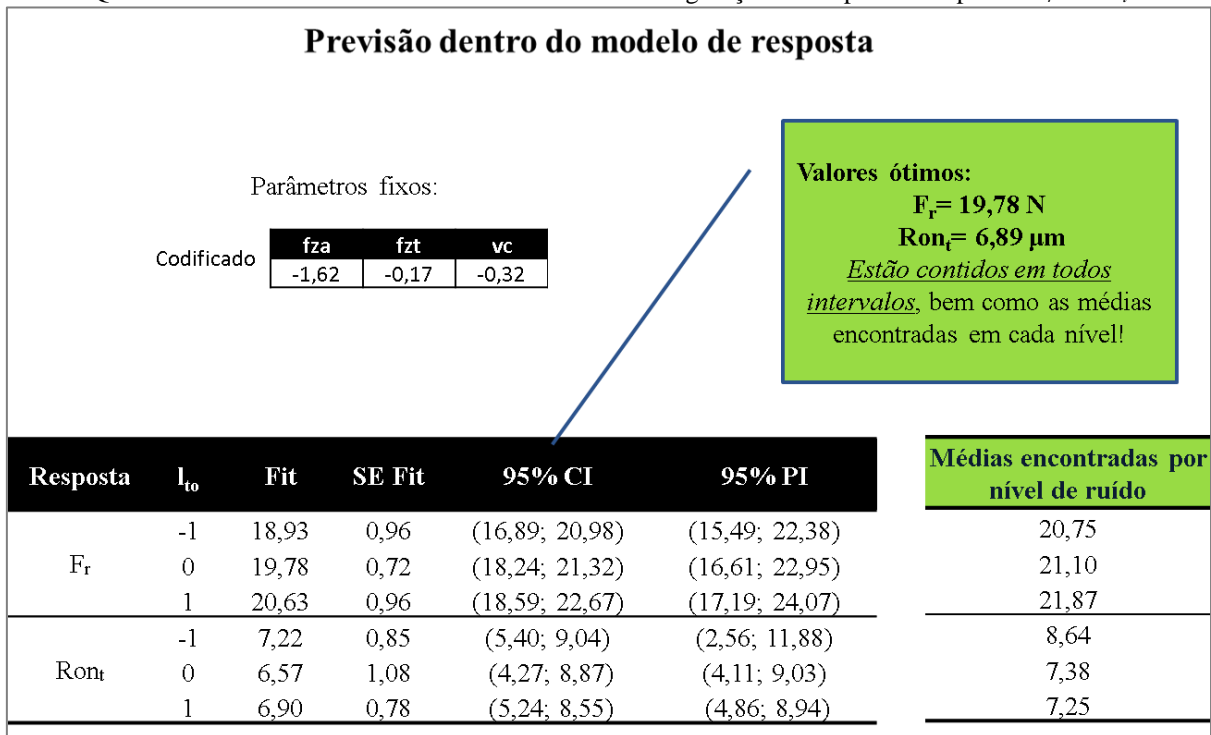 Previsão dentro do modelo de resposta
Valores ótimos:
Fᵣ= 19,78 N
Ronₜ= 6,89 µm
Estão contidos em todos
intervalos, bem como as médias
encontradas em cada nível!
Parâmetros fixos:
fza fzt vc
Codificado -1,62 -0,17 -0,32
Resposta lₜₒ Fit SE Fit 95% CI 95% PI
-1 18,93 0,96 (16,89; 20,98) (15,49; 22,38)
Fᵣ 0 19,78 0,72 (18,24; 21,32) (16,61; 22,95)
1 20,63 0,96 (18,59; 22,67) (17,19; 24,07)
-1 7,22 0,85 (5,40; 9,04) (2,56; 11,88)
Ronₜ 0 6,57 1,08 (4,27; 8,87) (4,11; 9,03)
1 6,90 0,78 (5,24; 8,55) (4,86; 8,94)
Médias encontradas por
nível de ruído
20,75
21,10
21,87
8,64
7,38
7,25